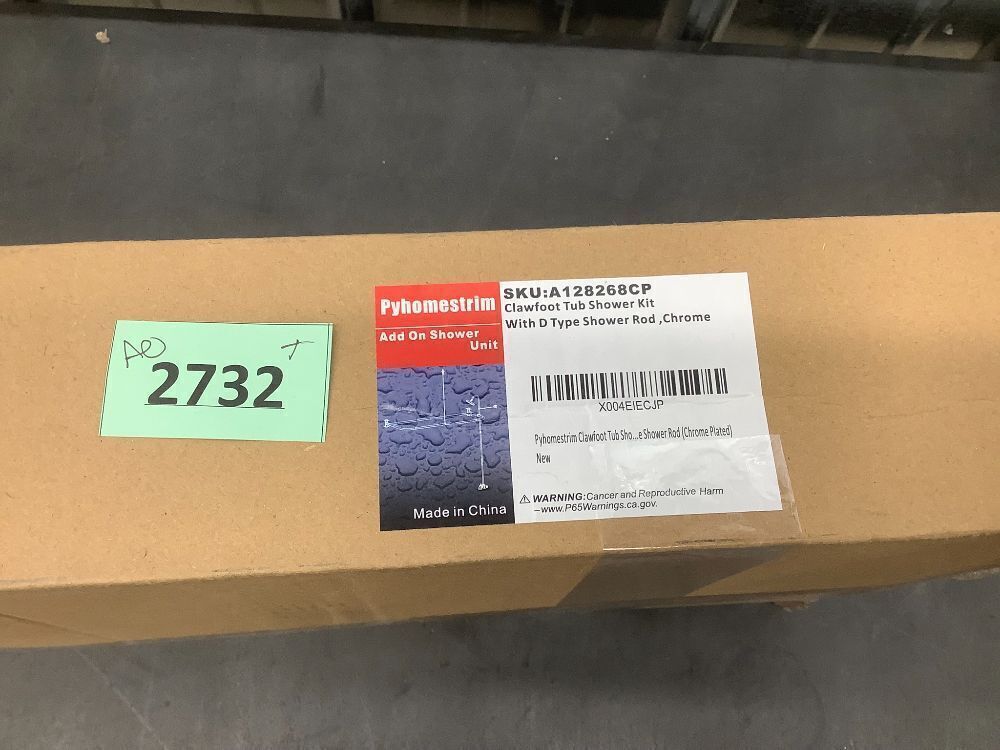 AO T
2732
Pyhomestrim
Add On Shower
Unit
Made in China
SKU:A128268CP
Clawfoot Tub Shower Kit
With D Type Shower Rod ,Chrome
X004EIECJP
Pyhomestrim Clawfoot Tub Sho...e Shower Rod (Chrome Plated)
New
⚠ WARNING:Cancer and Reproductive Harm
–www.P65Warnings.ca.gov.